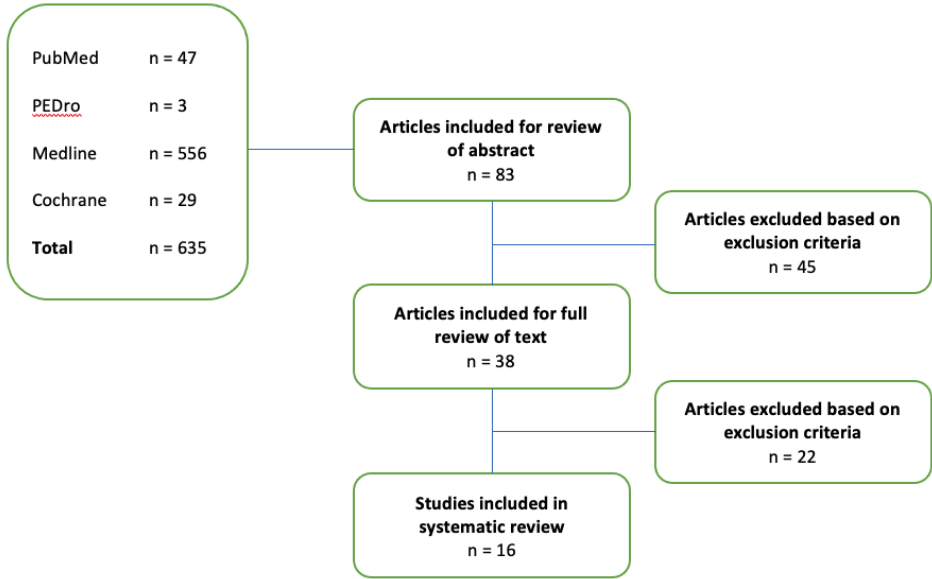 PubMed n = 47
PEDro n = 3
Medline n = 556
Cochrane n = 29
Total n = 635
Articles included for review
of abstract
n = 83
Articles excluded based on
exclusion criteria
n = 45
Articles included for full
review of text
n = 38
Articles excluded based on
exclusion criteria
n = 22
Studies included in
systematic review
n = 16